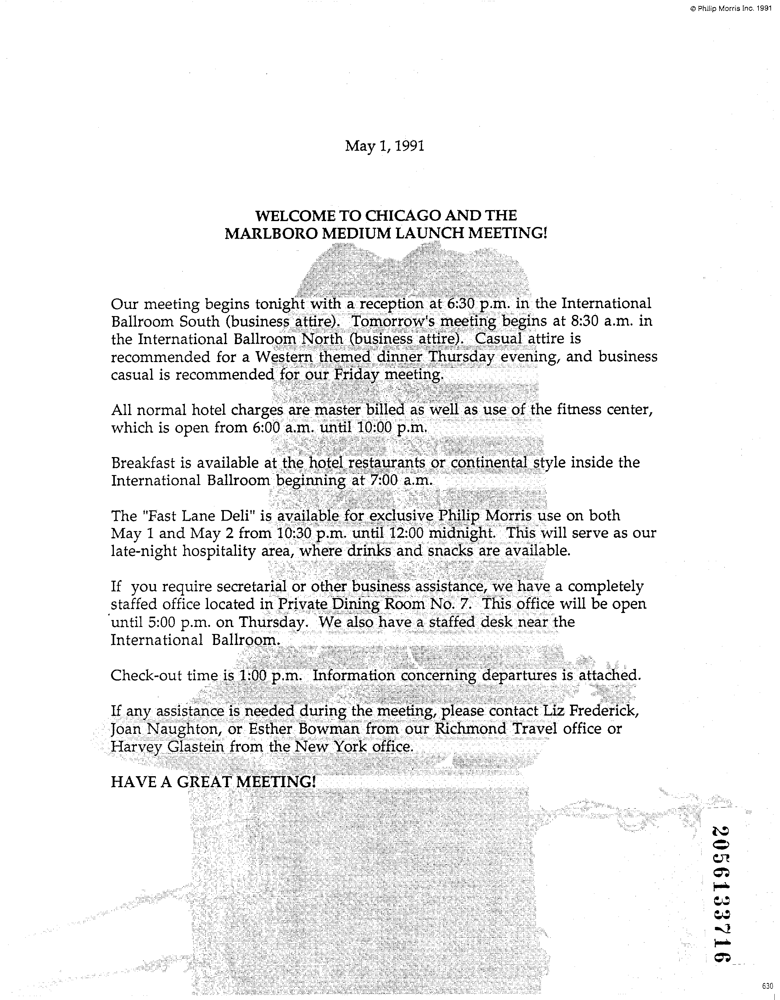 © Philip Morris Inc. 1991
May 1, 1991
WELCOME TO CHICAGO AND THE
MARLBORO MEDIUM LAUNCH MEETING!
Our meeting begins tonight with a reception at 6:30 p.m. in the International
Ballroom South (business attire). Tomorrow's meeting begins at 8:30 a.m. in
the International Ballroom North (business attire). Casual attire is
recommended for a Western themed dinner Thursday evening, and business
casual is recommended for our Friday meeting.
All normal hotel charges are master billed as well as use of the fitness center,
which is open from 6:00 a.m. until 10:00 p.m.
Breakfast is available at the hotel restaurants or continental style inside the
International Ballroom beginning at 7:00 a.m.
The "Fast Lane Deli" is available for exclusive Philip Morris use on both
May 1 and May 2 from 10:30 p.m. until 12:00 midnight. This will serve as our
late-night hospitality area, where drinks and snacks are available.
If you require secretarial or other business assistance, we have a completely
staffed office located in Private Dining Room No. 7. This office will be open
until 5:00 p.m. on Thursday. We also have a staffed desk near the
International Ballroom.
Check-out time is 1:00 p.m. Information concerning departures is attached.
If any assistance is needed during the meeting, please contact Liz Frederick,
Joan Naughton, or Esther Bowman from our Richmond Travel office or
Harvey Glastein from the New York office.
HAVE A GREAT MEETING!
2056133716
630